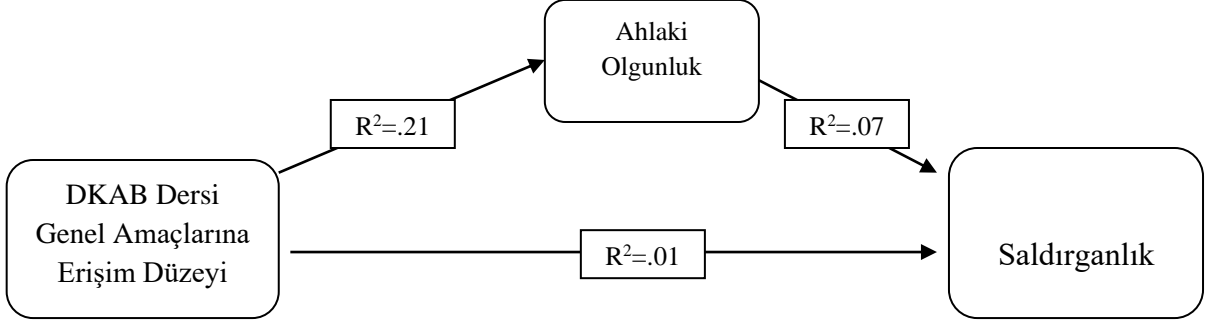 Ahlaki
Olgunluk
R²=.21
R²=.07
DKAB Dersi
Genel Amaçlarına
Erişim Düzeyi
R²=.01
Saldırganlık